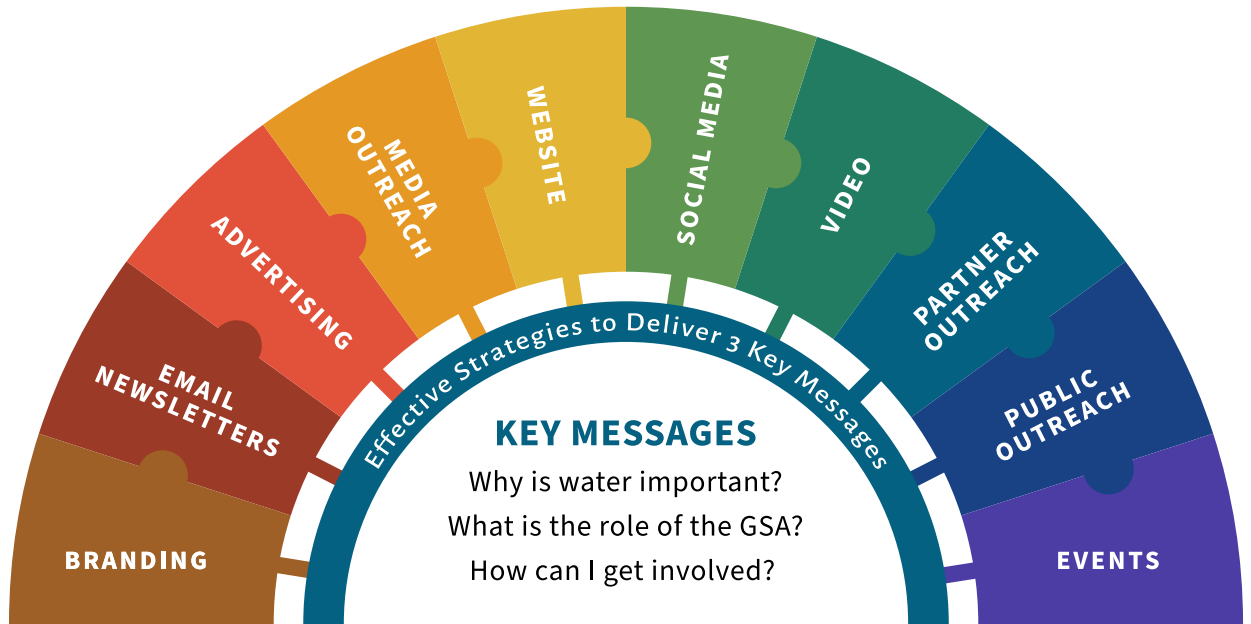 BRANDING
EMAIL
NEWSLETTERS
ADVERTISING
MEDIA
OUTREACH
WEBSITE
SOCIAL MEDIA
VIDEO
PARTNER
OUTREACH
PUBLIC
OUTREACH
EVENTS
Effective Strategies to Deliver 3 Key Messages
KEY MESSAGES
Why is water important?
What is the role of the GSA?
How can I get involved?